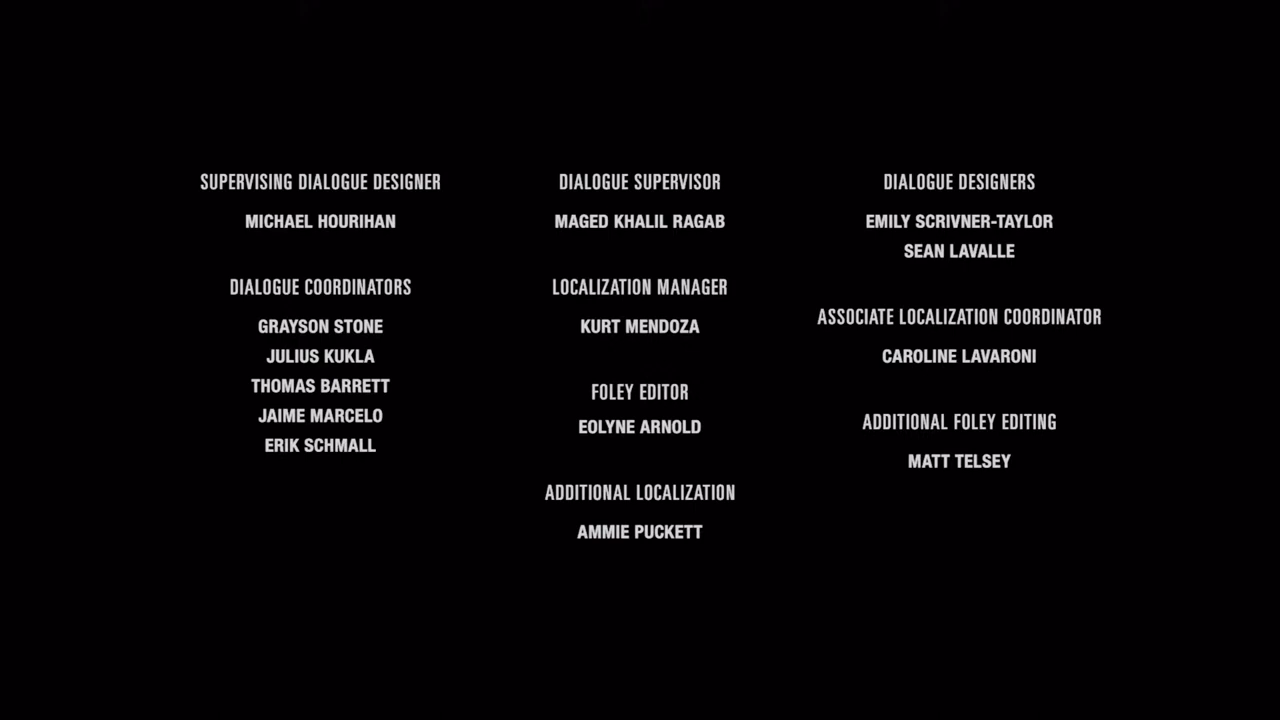 SUPERVISING DIALOGUE DESIGNER
MICHAEL HOURIHAN
DIALOGUE COORDINATORS
GRAYSON STONE
JULIUS KUKLA
THOMAS BARRETT
JAIME MARCELO
ERIK SCHMALL
DIALOGUE SUPERVISOR
MAGED KHALIL RAGAB
LOCALIZATION MANAGER
KURT MENDOZA
FOLEY EDITOR
EOLYNE ARNOLD
ADDITIONAL LOCALIZATION
AMMIE PUCKETT
DIALOGUE DESIGNERS
EMILY SCRIVNER-TAYLOR
SEAN LAVALLE
ASSOCIATE LOCALIZATION COORDINATOR
CAROLINE LAVARONI
ADDITIONAL FOLEY EDITING
MATT TELSEY